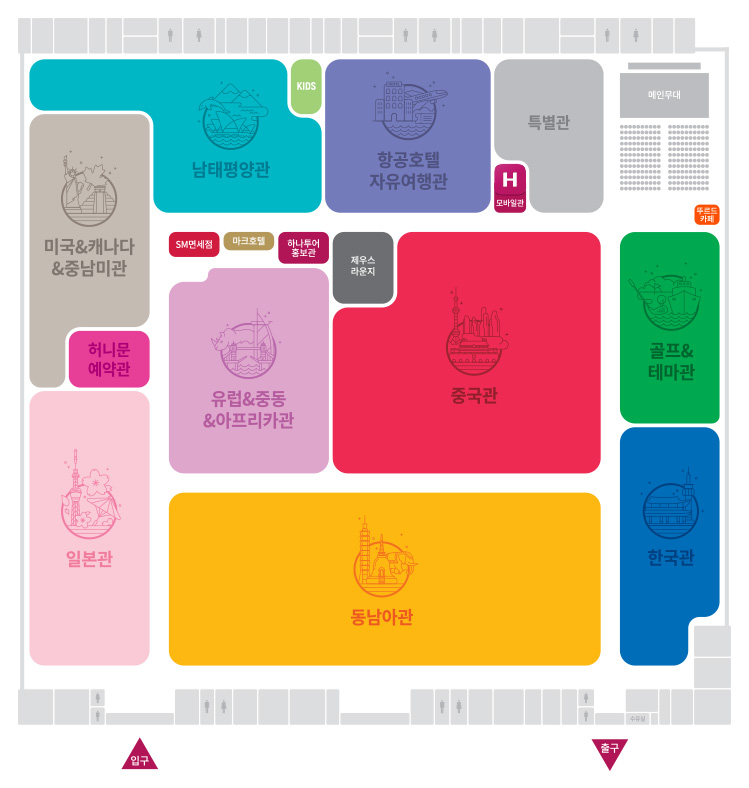 KIDS
메인무대
특별관
항공호텔
자유여행관
남태평양관
H
모바일관
푸르드
카페
미국&캐나다
&중남미관
SM면세점
마크호텔
하나투어
홍보관
제우스
라운지
허니문
예약관
골프&
테마관
중국관
유럽&중동
&아프리카관
일본관
한국관
동남아관
입구
출구